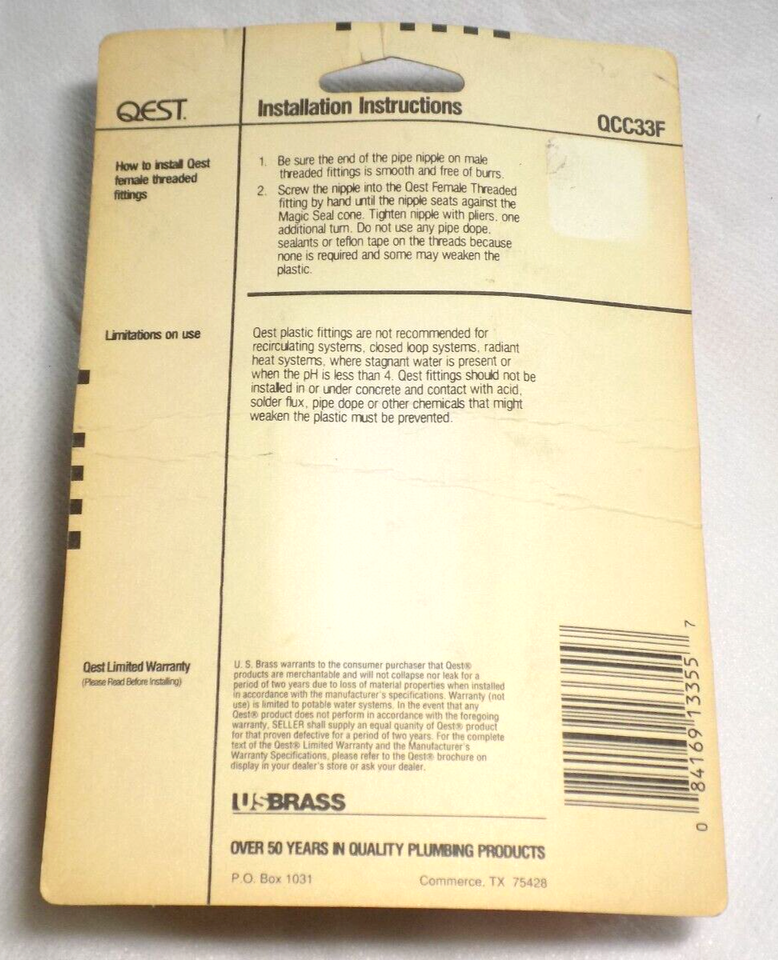 QEST.
Installation Instructions
QCC33F
How to install Qest
female threaded
fittings
1. Be sure the end of the pipe nipple on male
threaded fittings is smooth and free of burrs.
2. Screw the nipple into the Qest Female Threaded
fitting by hand until the nipple seats against the
Magic Seal cone. Tighten nipple with pliers. one
additional turn. Do not use any pipe dope.
sealants or teflon tape on the threads because
none is required and some may weaken the
plastic.
Limitations on use
Qest plastic fittings are not recommended for
recirculating systems, closed loop systems, radiant
heat systems, where stagnant water is present or
when the pH is less than 4. Qest fittings should not be
installed in or under concrete and contact with acid,
solder flux, pipe dope or other chemicals that might
weaken the plastic must be prevented.
Qest Limited Warranty
(Please Read Before Installing)
U. S. Brass warrants to the consumer purchaser that Qest®
products are merchantable and will not collapse nor leak for a
period of two years due to loss of material properties when installed
in accordance with the manufacturer's specifications. Warranty (not
use) is limited to potable water systems. In the event that any
Qest® product does not perform in accordance with the foregoing
warranty, SELLER shall supply an equal quanity of Qest® product
for that proven defective for a period of two years. For the complete
text of the Qest® Limited Warranty and the Manufacturer's
Warranty Specifications, please refer to the Qest® brochure on
display in your dealer's store or ask your dealer.
US BRASS
OVER 50 YEARS IN QUALITY PLUMBING PRODUCTS
P.O. Box 1031 Commerce, TX 75428
0 84169 13355 7